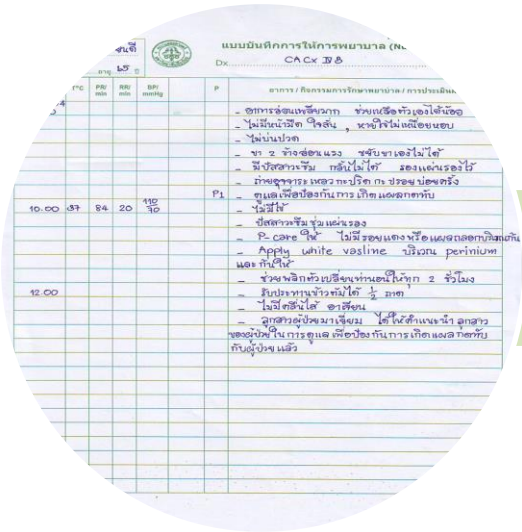 แบบบันทึกการให้การพยาบาล (Nu
อายุ 65 ปี
Dx. CA Cx IV B
T°C PR/min RR/min BP/mmHg P อาการ / กิจกรรมการรักษาพยาบาล / การประเมินผล
- อาการอ่อนเพลียมาก ช่วยเหลือตัวเองได้น้อย
- ไม่มีหน้ามืด ใจสั่น , หายใจไม่เหนื่อยหอบ
- ไม่บ่นปวด
- ขา 2 ข้างอ่อนแรง ขยับขาเองไม่ได้
- มีปัสสาวะซึม กลั้นไม่ได้ รองแผ่นรองไว้
- ถ่ายอุจจาระเหลวกะปริดกะปรอยบ่อยครั้ง
P1 - ดูแลเพื่อป้องกันการเกิดแผลกดทับ
10.00 37 84 20 110/70 - ไม่มีไข้
- ปัสสาวะซึมชุ่มแผ่นรอง
- P-care ให้ ไม่มีรอยแดงหรือแผลถลอกบริเวณก้น
- Apply white vasline บริเวณ perinium
และก้นให้
- ช่วยพลิกตัวเปลี่ยนท่านอนให้ทุก 2 ชั่วโมง
12.00 - รับประทานข้าวต้มได้ ½ ถาด
- ไม่มีคลื่นไส้ อาเจียน
- ลูกสาวผู้ป่วยมาเยี่ยม ได้ให้คำแนะนำลูกสาว
ของผู้ป่วยในการดูแลเพื่อป้องกันการเกิดแผลกดทับ
กับผู้ป่วยแล้ว